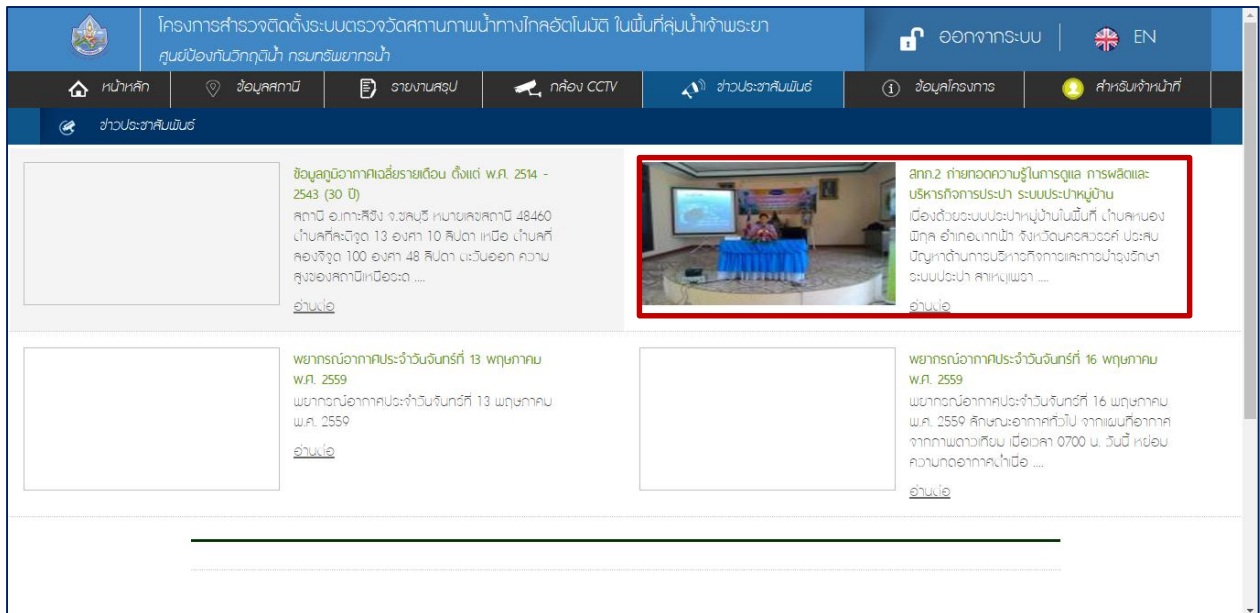 โครงการสำรวจติดตั้งระบบตรวจวัดสถานภาพน้ำทางไกลอัตโนมัติ ในพื้นที่ลุ่มน้ำเจ้าพระยา
ศูนย์ป้องกันวิกฤติน้ำ กรมทรัพยากรน้ำ
ออกจากระบบ
EN
หน้าหลัก
ข้อมูลสถานี
รายงานสรุป
กล้อง CCTV
ข่าวประชาสัมพันธ์
ข้อมูลโครงการ
สำหรับเจ้าหน้าที่
ข่าวประชาสัมพันธ์
ข้อมูลภูมิอากาศเฉลี่ยรายเดือน ตั้งแต่ พ.ศ. 2514 -
2543 (30 ปี)
สถานี อ.เกาะสีชัง จ.ชลบุรี หมายเลขสถานี 48460
ตำบลที่ละติจูด 13 องศา 10 ลิปดา เหนือ ตำบลที่
ลองจิจูด 100 องศา 48 ลิปดา ตะวันออก ความ
สูงของสถานีเหนือระด ....
อ่านต่อ
สทภ.2 ถ่ายทอดความรู้ในการดูแล การผลิตและ
บริหารกิจการประปา ระบบประปาหมู่บ้าน
เนื่องด้วยระบบประปาหมู่บ้านในพื้นที่ ตำบลหนอง
พิกุล อำเภอตากฟ้า จังหวัดนครสวรรค์ ประสบ
ปัญหาด้านการบริหารกิจการและการบำรุงรักษา
ระบบประปา สาเหตุเพรา ....
อ่านต่อ
พยากรณ์อากาศประจำวันจันทร์ที่ 13 พฤษภาคม
พ.ศ. 2559
พยากรณ์อากาศประจำวันจันทร์ที่ 13 พฤษภาคม
พ.ศ. 2559
อ่านต่อ
พยากรณ์อากาศประจำวันจันทร์ที่ 16 พฤษภาคม
พ.ศ. 2559
พยากรณ์อากาศประจำวันจันทร์ที่ 16 พฤษภาคม
พ.ศ. 2559 ลักษณะอากาศทั่วไป จากแผนที่อากาศ
จากภาพดาวเทียม เมื่อเวลา 0700 น. วันนี้ หย่อม
ความกดอากาศต่ำเนื่อ ....
อ่านต่อ